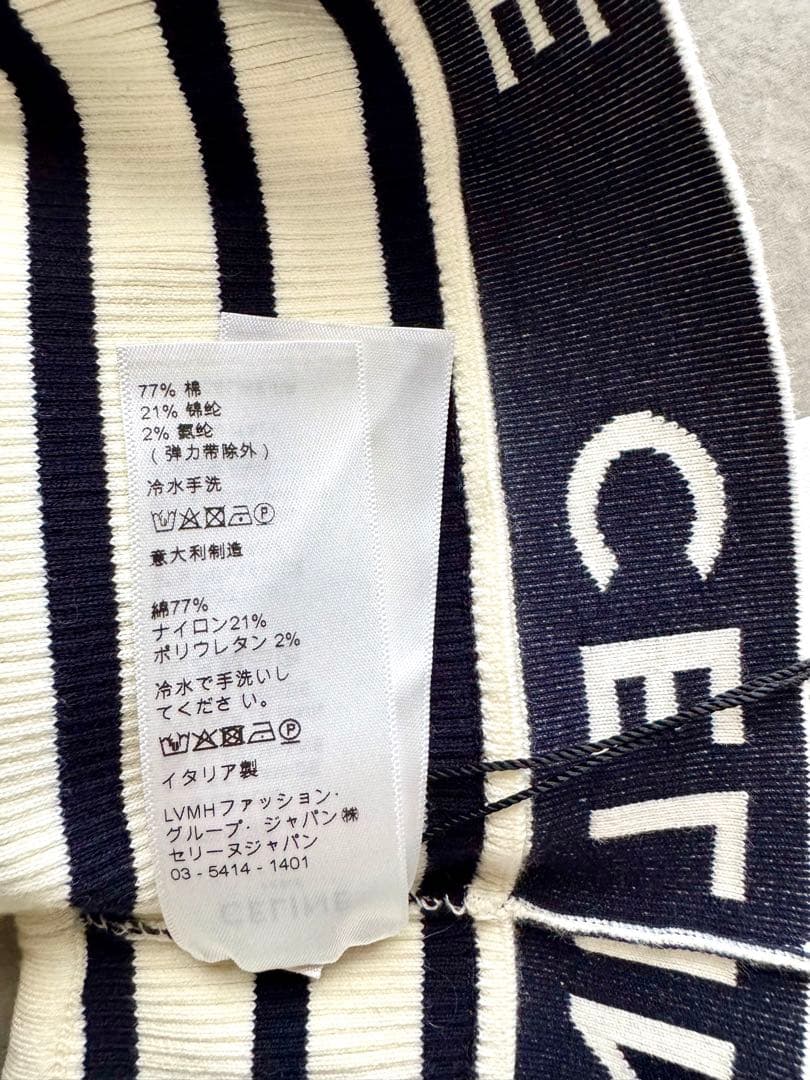 77% 棉
21% 锦纶
2% 氨纶
( 弹力带除外 )
冷水手洗
意大利制造
綿77%
ナイロン21%
ポリウレタン 2%
冷水で手洗いし
てくださ い。
イタリア製
LVMHファッション・
グループ・ジャパン㈱
セリーヌジャパン
03 - 5414 - 1401
CELINE
CELIN
E